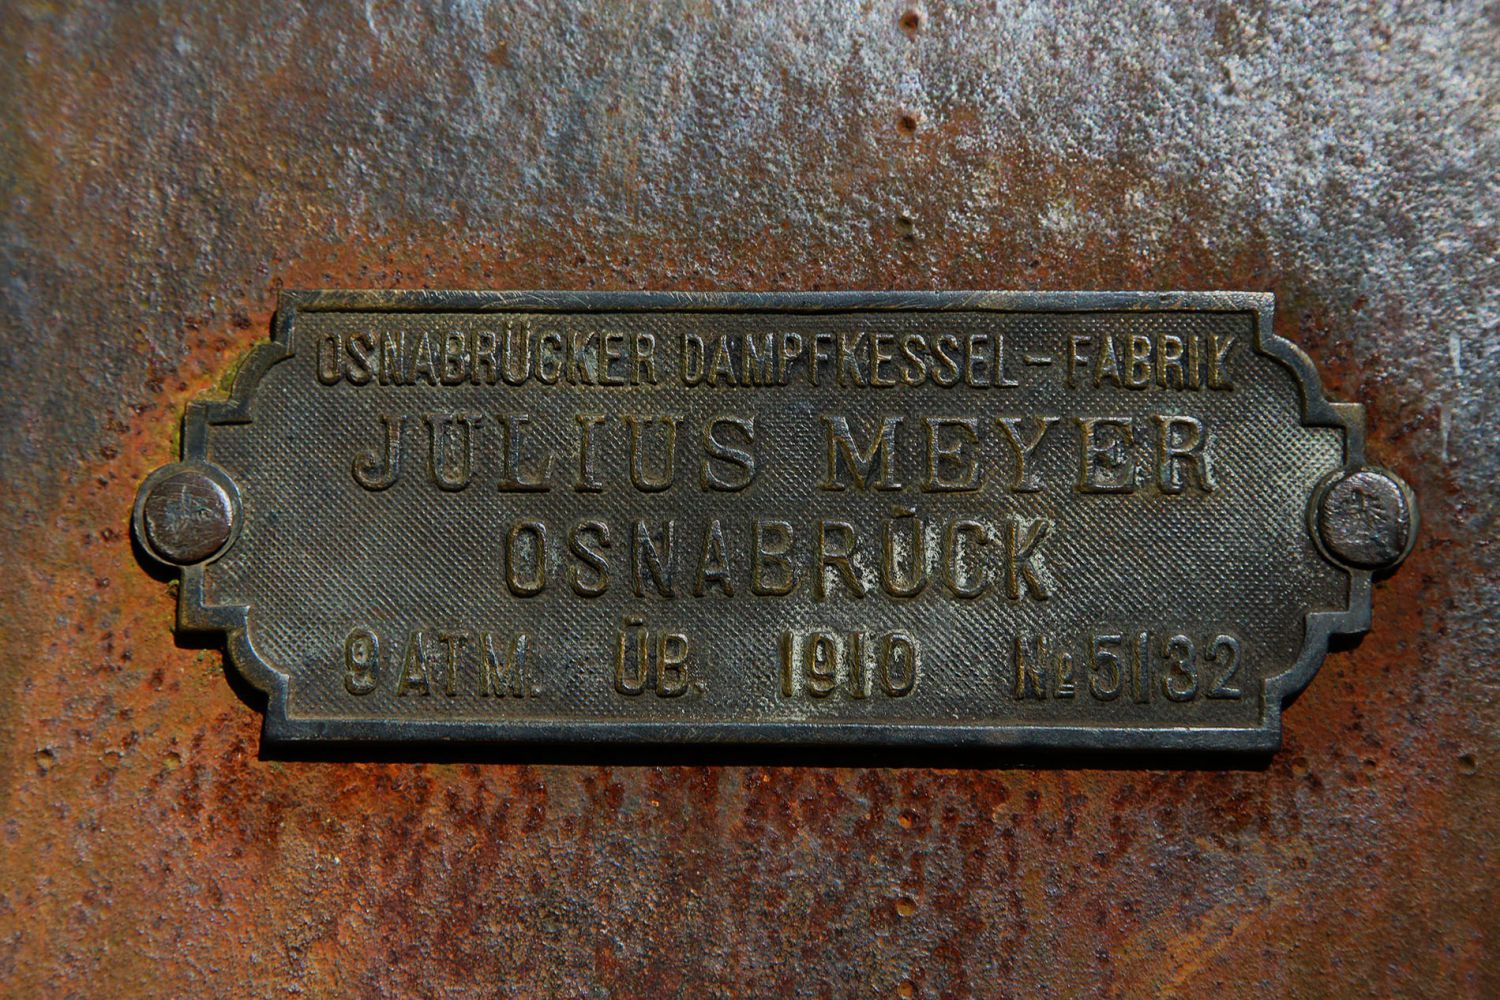 OSNABRÜCKER DAMPFKESSEL-FABRIK
JULIUS MEYER
OSNABRÜCK
9 ATM. ÜB. 1910 № 5132